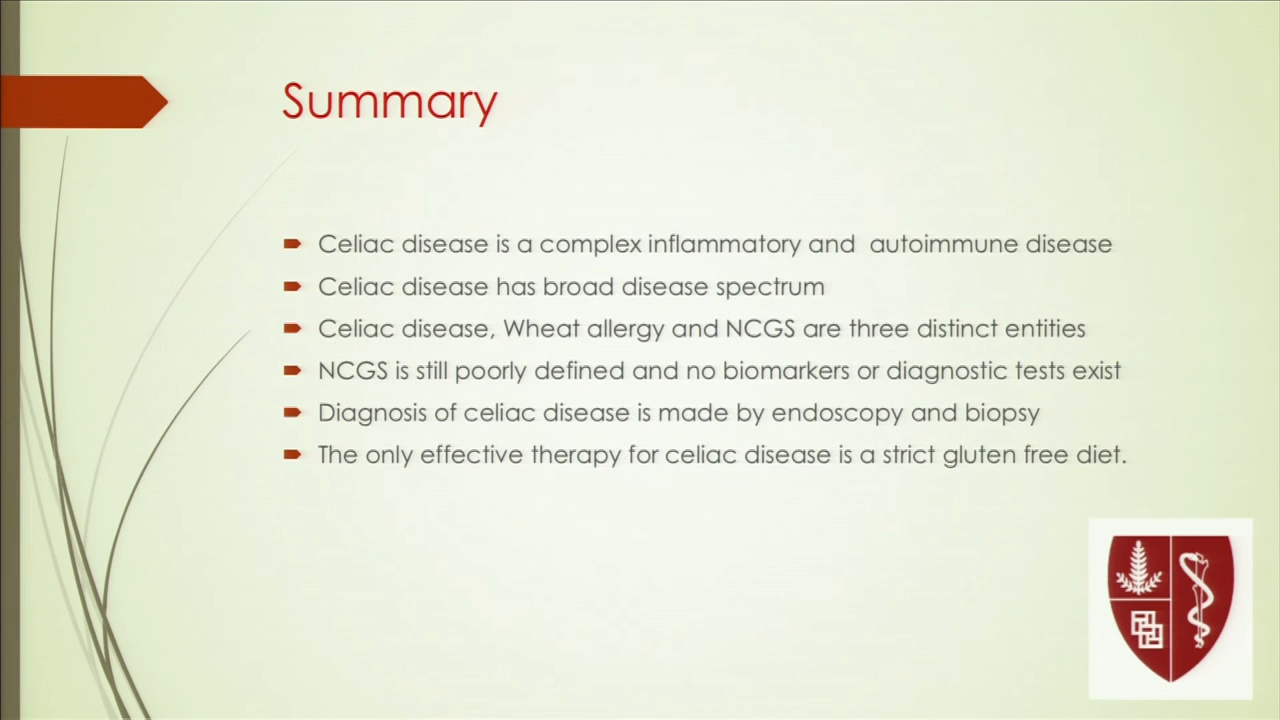 Summary
Celiac disease is a complex inflammatory and  autoimmune disease
Celiac disease has broad disease spectrum
Celiac disease, Wheat allergy and NCGS are three distinct entities
NCGS is still poorly defined and no biomarkers or diagnostic tests exist
Diagnosis of celiac disease is made by endoscopy and biopsy
The only effective therapy for celiac disease is a strict gluten free diet.